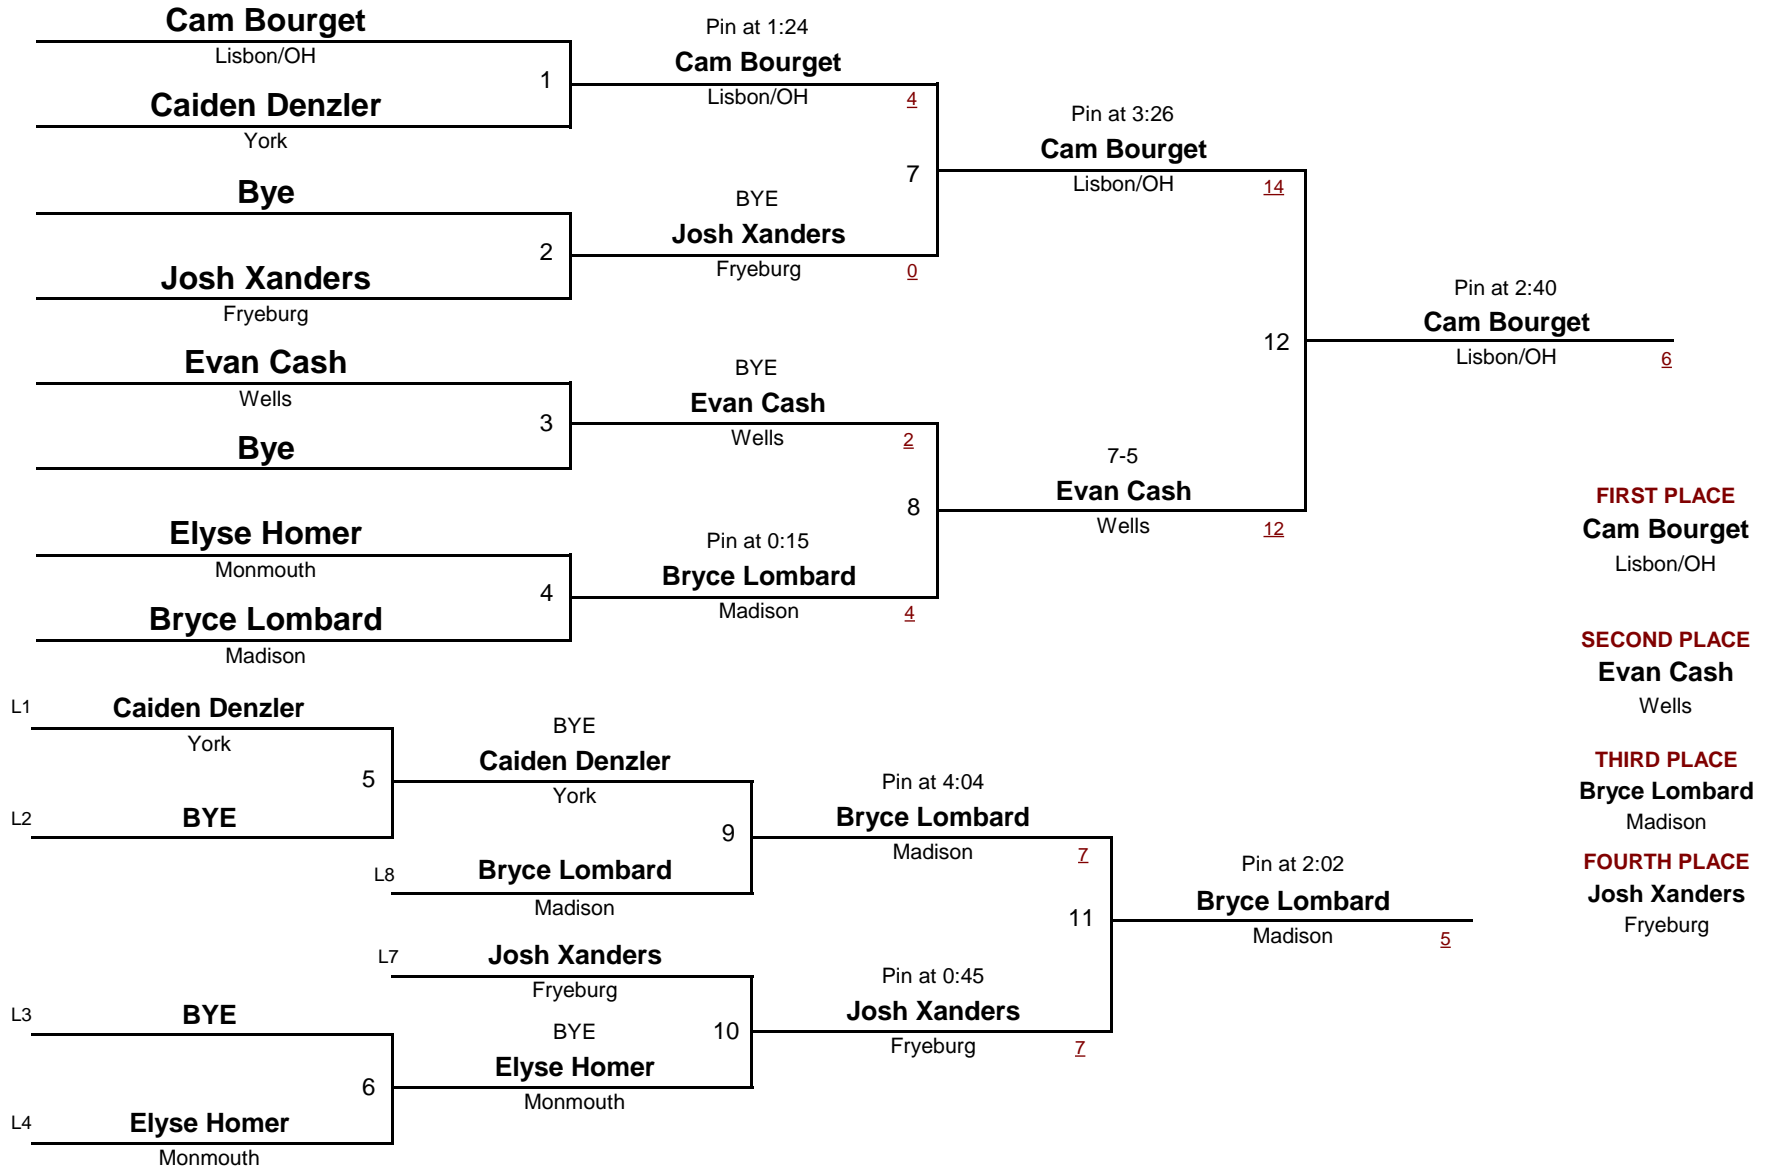 Cam Bourget
Lisbon/OH
1
Caiden Denzler
York
Bye
2
Josh Xanders
Fryeburg
Evan Cash
Wells
3
Bye
Elyse Homer
Monmouth
4
Bryce Lombard
Madison
Pin at 1:24
Cam Bourget
Lisbon/OH 4
7
BYE
Josh Xanders
Fryeburg 0
BYE
Evan Cash
Wells 2
8
Pin at 0:15
Bryce Lombard
Madison 4
Pin at 3:26
Cam Bourget
Lisbon/OH 14
12
7-5
Evan Cash
Wells 12
Pin at 2:40
Cam Bourget
Lisbon/OH 6
FIRST PLACE
Cam Bourget
Lisbon/OH
SECOND PLACE
Evan Cash
Wells
THIRD PLACE
Bryce Lombard
Madison
FOURTH PLACE
Josh Xanders
Fryeburg
L1 Caiden Denzler
York
5
L2 BYE
BYE
Caiden Denzler
York
9
L8 Bryce Lombard
Madison
L7 Josh Xanders
Fryeburg
L3 BYE
6
L4 Elyse Homer
Monmouth
BYE
10
Elyse Homer
Monmouth
Pin at 4:04
Bryce Lombard
Madison 7
11
Pin at 0:45
Josh Xanders
Fryeburg 7
Pin at 2:02
Bryce Lombard
Madison 5